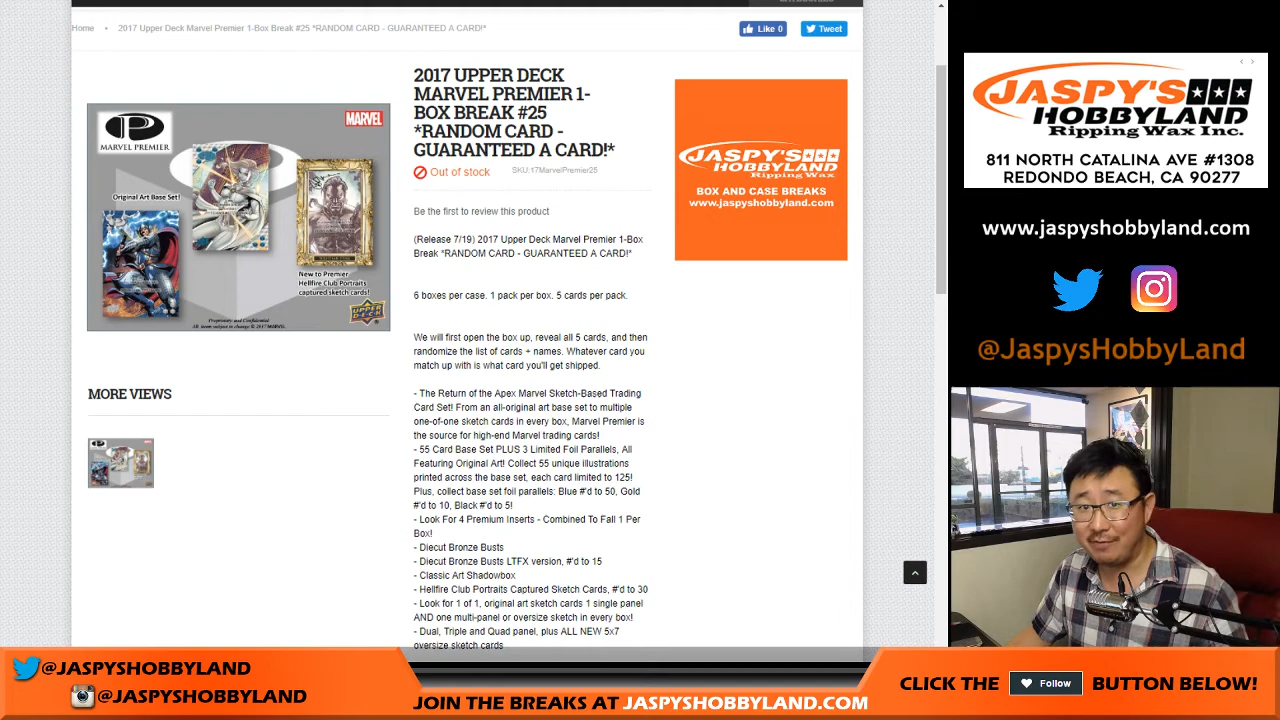 Home • 2017 Upper Deck Marvel Premier 1-Box Break #25 *RANDOM CARD - GUARANTEED A CARD!*
Like 0
Tweet
P
MARVEL PREMIER
MARVEL
Original Art Base Set!
New to Premier
Hellfire Club Portraits
captured sketch cards!
UPPER DECK
Proprietary and Confidential
All items subject to change © 2017 MARVEL
MORE VIEWS
2017 UPPER DECK
MARVEL PREMIER 1-
BOX BREAK #25
*RANDOM CARD -
GUARANTEED A CARD!*
Out of stock
SKU:17MarvelPremier25
Be the first to review this product
(Release 7/19) 2017 Upper Deck Marvel Premier 1-Box
Break *RANDOM CARD - GUARANTEED A CARD!*
6 boxes per case. 1 pack per box. 5 cards per pack.
We will first open the box up, reveal all 5 cards, and then
randomize the list of cards + names. Whatever card you
match up with is what card you'll get shipped.
- The Return of the Apex Marvel Sketch-Based Trading
Card Set! From an all-original art base set to multiple
one-of-one sketch cards in every box, Marvel Premier is
the source for high-end Marvel trading cards!
- 55 Card Base Set PLUS 3 Limited Foil Parallels, All
Featuring Original Art! Collect 55 unique illustrations
printed across the base set, each card limited to 125!
Plus, collect base set foil parallels: Blue #'d to 50, Gold
#'d to 10, Black #'d to 5!
- Look For 4 Premium Inserts - Combined To Fall 1 Per
Box!
- Diecut Bronze Busts
- Diecut Bronze Busts LTFX version, #'d to 15
- Classic Art Shadowbox
- Hellfire Club Portraits Captured Sketch Cards, #'d to 30
- Look for 1 of 1, original art sketch cards 1 single panel
AND one multi-panel or oversize sketch in every box!
- Dual, Triple and Quad panel, plus ALL NEW 5x7
oversize sketch cards
JASPY'S
HOBBYLAND
Ripping Wax
BOX AND CASE BREAKS
www.jaspyshobbyland.com
JASPY'S
HOBBYLAND
Ripping Wax Inc.
811 NORTH CATALINA AVE #1308
REDONDO BEACH, CA 90277
www.jaspyshobbyland.com
@JaspysHobbyLand
@JASPYSHOBBYLAND
@JASPYSHOBBYLAND
JOIN THE BREAKS AT JASPYSHOBBYLAND.COM
CLICK THE Follow BUTTON BELOW!